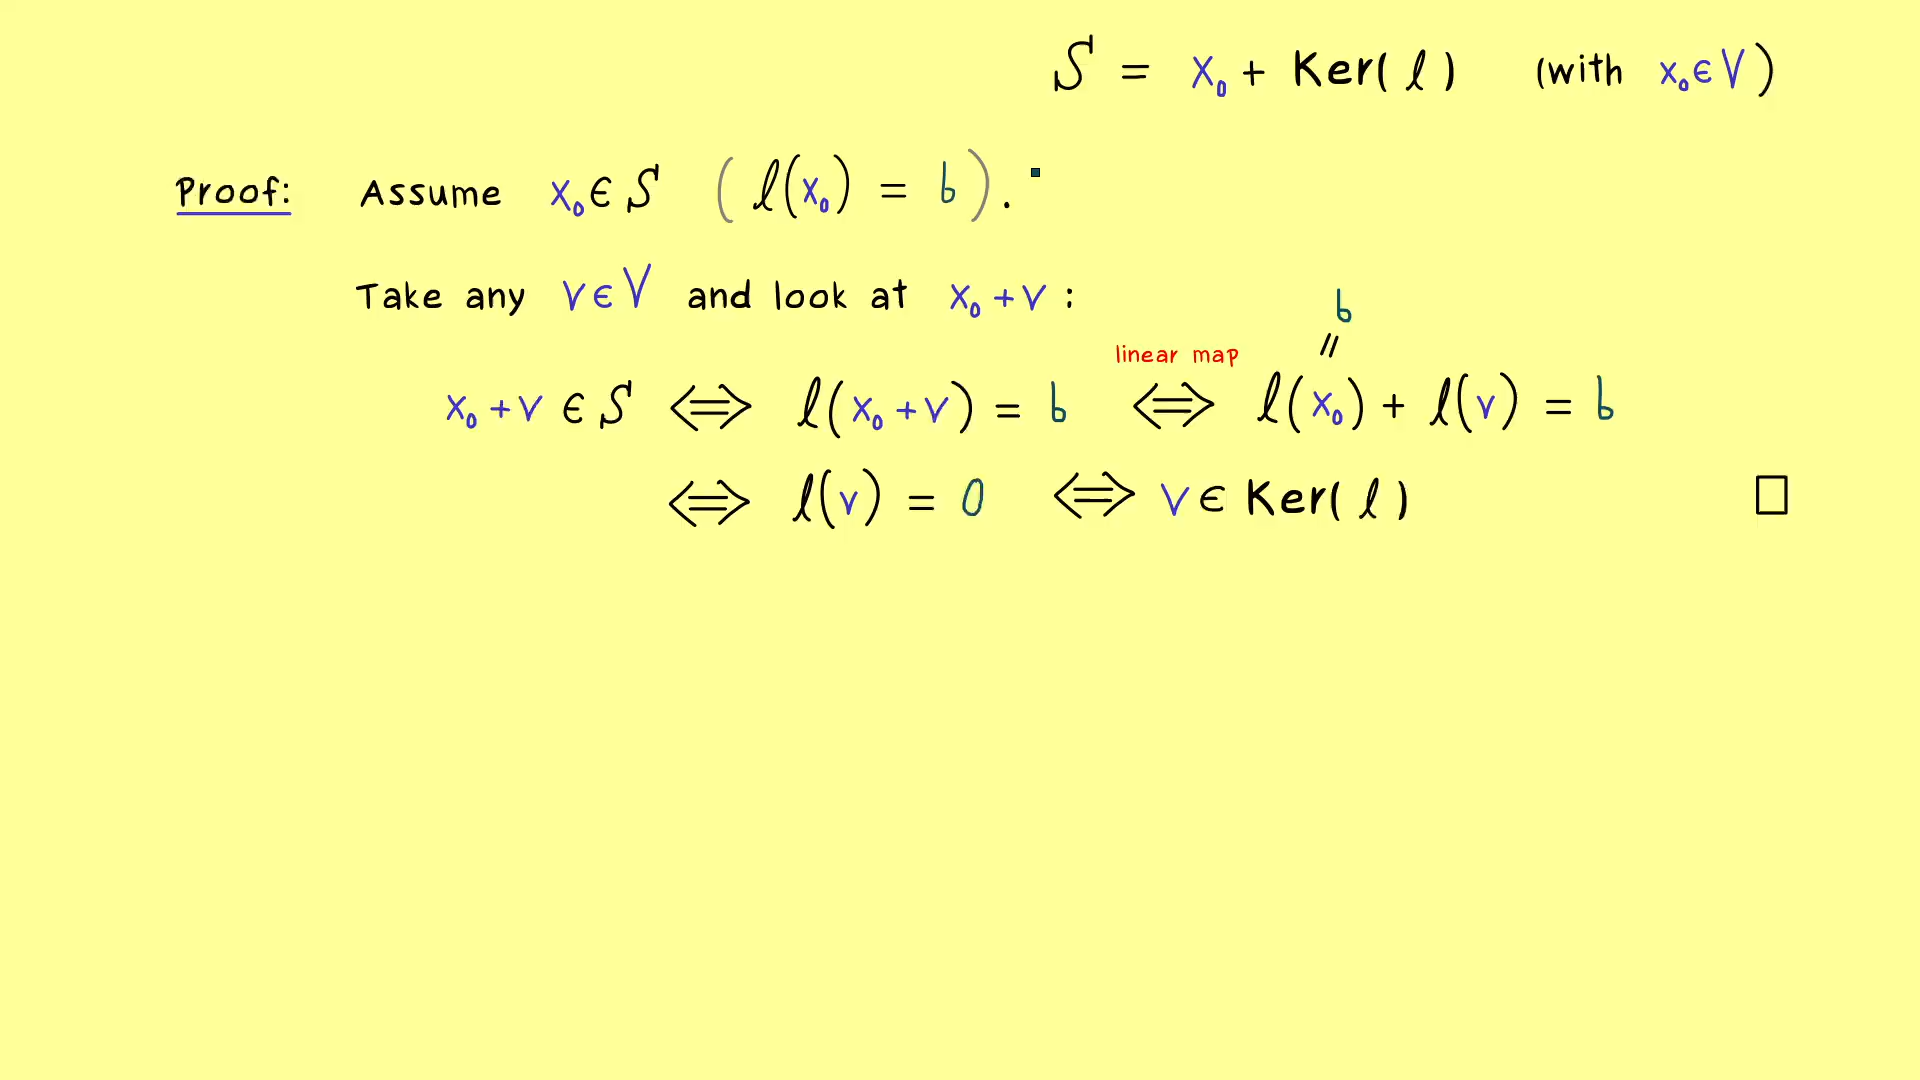 S = x₀ + Ker(ℓ) (with x₀ ∈ V)
Proof: Assume x₀ ∈ S (ℓ(x₀) = b).
Take any v ∈ V and look at x₀ + v :
b
linear map =
x₀ + v ∈ S ⟺ ℓ(x₀ + v) = b ⟺ ℓ(x₀) + ℓ(v) = b
⟺ ℓ(v) = 0 ⟺ v ∈ Ker(ℓ) □